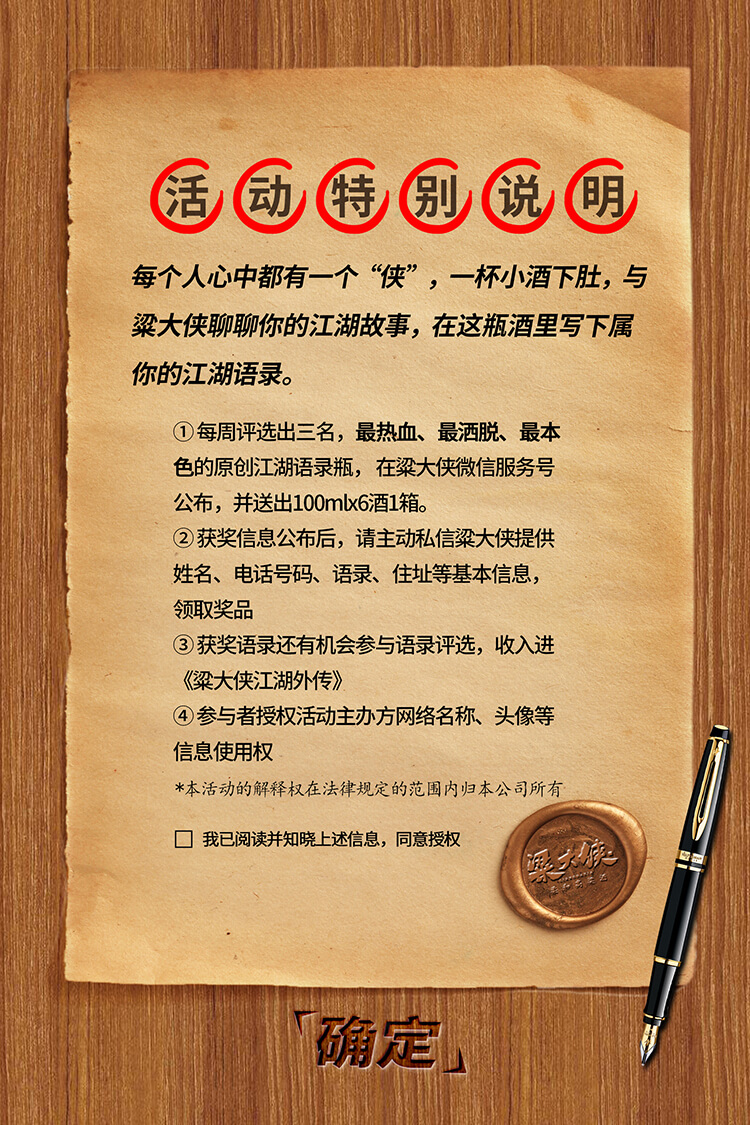 活动特别说明
每个人心中都有一个“侠”，一杯小酒下肚，与
粱大侠聊聊你的江湖故事，在这瓶酒里写下属
你的江湖语录。
①每周评选出三名，最热血、最洒脱、最本
色的原创江湖语录瓶，在粱大侠微信服务号
公布，并送出100mlx6酒1箱。
②获奖信息公布后，请主动私信粱大侠提供
姓名、电话号码、语录、住址等基本信息，
领取奖品
③获奖语录还有机会参与语录评选，收入进
《粱大侠江湖外传》
④参与者授权活动主办方网络名称、头像等
信息使用权
*本活动的解释权在法律规定的范围内归本公司所有
我已阅读并知晓上述信息，同意授权
粱大侠
「确定」